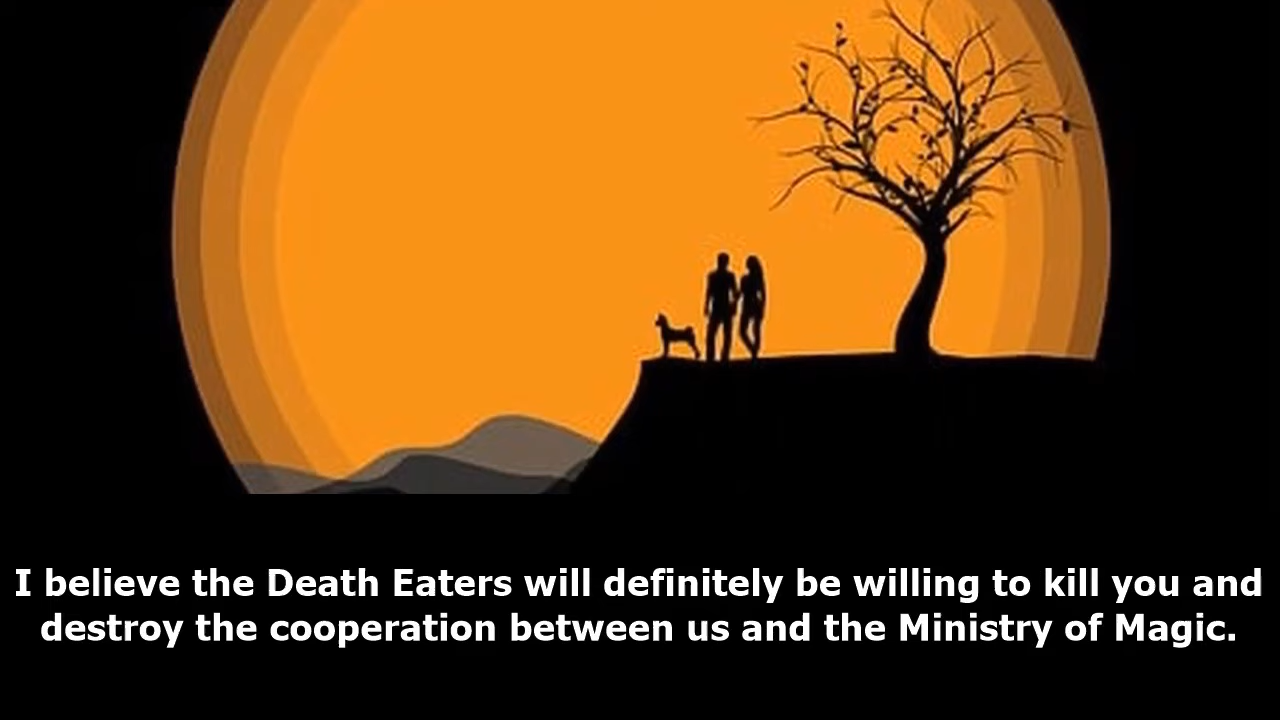 I believe the Death Eaters will definitely be willing to kill you and
destroy the cooperation between us and the Ministry of Magic.